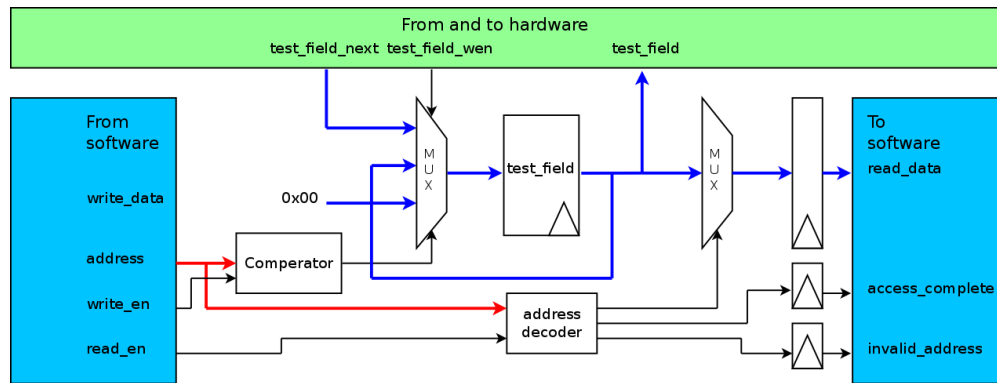 From and to hardware
test_field_next test_field_wen test_field
From
software
write_data
address
write_en
read_en
0x00
Comperator
M
U
X
test_field
address
decoder
M
U
X
To
software
read_data
access_complete
invalid_address